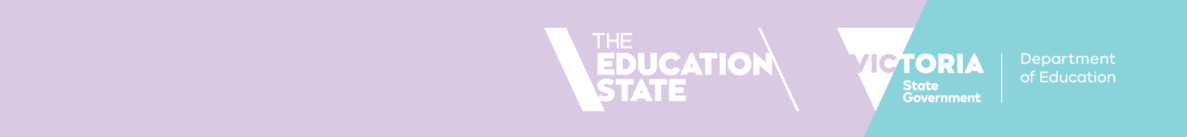 THE
EDUCATION
STATE
VICTORIA
State
Government
Department
of Education